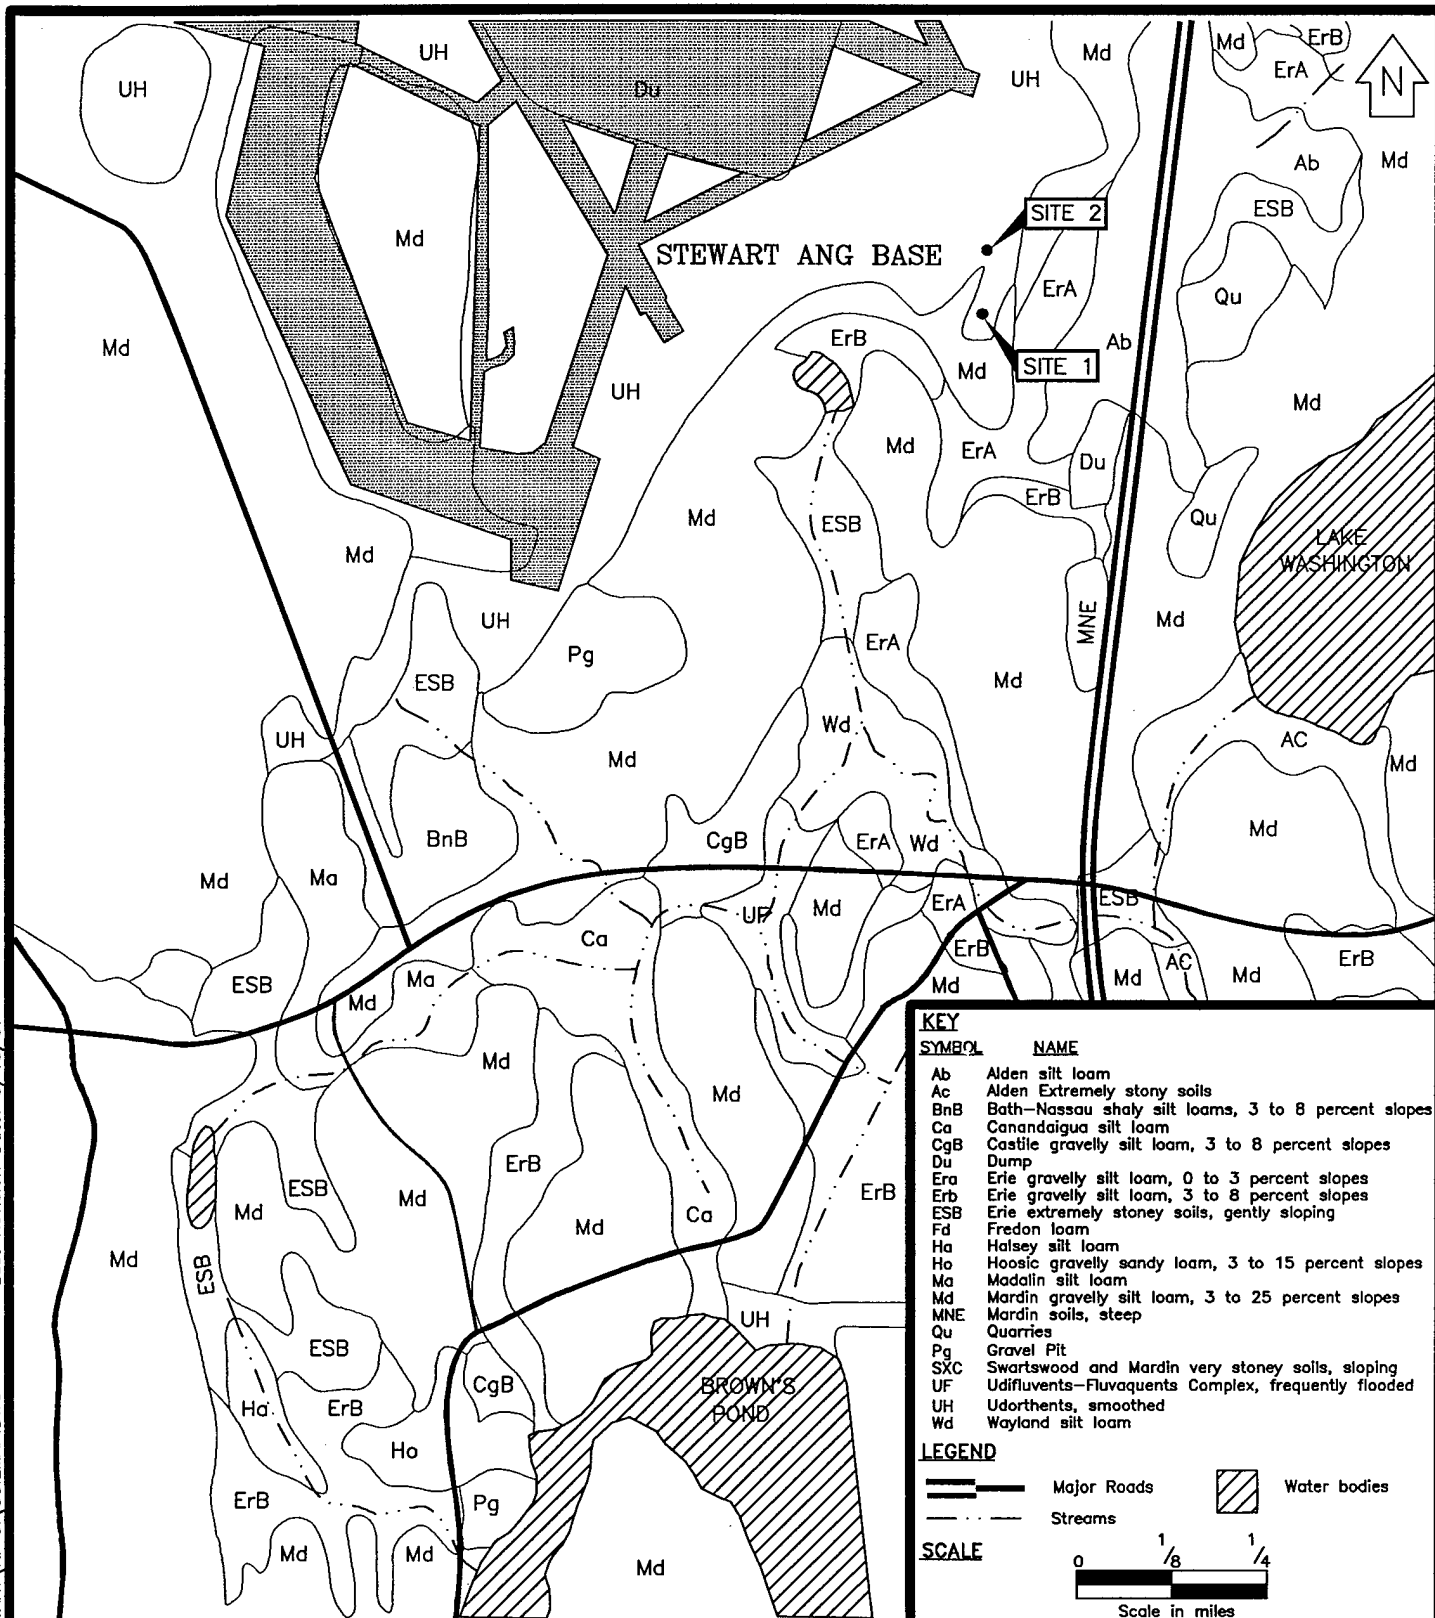 UH
UH
Du
UH
Md
Md
ErB
ErA
N
Ab
Md
ESB
SITE 2
Md
STEWART ANG BASE
ErA
Qu
Md
ErB
Ab
SITE 1
Md
UH
Md
Md
ErA
Du
ErB
Qu
Md
ESB
Md
LAKE
WASHINGTON
UH
MNE
Md
Pg
ErA
ESB
Md
Wd
UH
AC
Md
Md
BnB
CgB
ErA
Wd
Md
Md
Ma
ErA
ESB
UF
Md
Ca
ErB
ErB
AC
Md
Md
ESB
Ma
Md
Md
Md
Md
ErB
ESB
Md
Md
ErB
Ca
Md
Md
ESB
UH
ESB
CgB
BROWN'S
POND
Ha
ErB
Ho
ErB
Pg
Md
Md
Md
KEY
SYMBOL NAME
Ab Alden silt loam
Ac Alden Extremely stony soils
BnB Bath-Nassau shaly silt loams, 3 to 8 percent slopes
Ca Canandaigua silt loam
CgB Castile gravelly silt loam, 3 to 8 percent slopes
Du Dump
Era Erie gravelly silt loam, 0 to 3 percent slopes
Erb Erie gravelly silt loam, 3 to 8 percent slopes
ESB Erie extremely stoney soils, gently sloping
Fd Fredon loam
Ha Halsey silt loam
Ho Hoosic gravelly sandy loam, 3 to 15 percent slopes
Ma Madalin silt loam
Md Mardin gravelly silt loam, 3 to 25 percent slopes
MNE Mardin soils, steep
Qu Quarries
Pg Gravel Pit
SXC Swartswood and Mardin very stoney soils, sloping
UF Udifluvents-Fluvaquents Complex, frequently flooded
UH Udorthents, smoothed
Wd Wayland silt loam
LEGEND
Major Roads
Water bodies
Streams
SCALE
0 1/8 1/4
Scale in miles